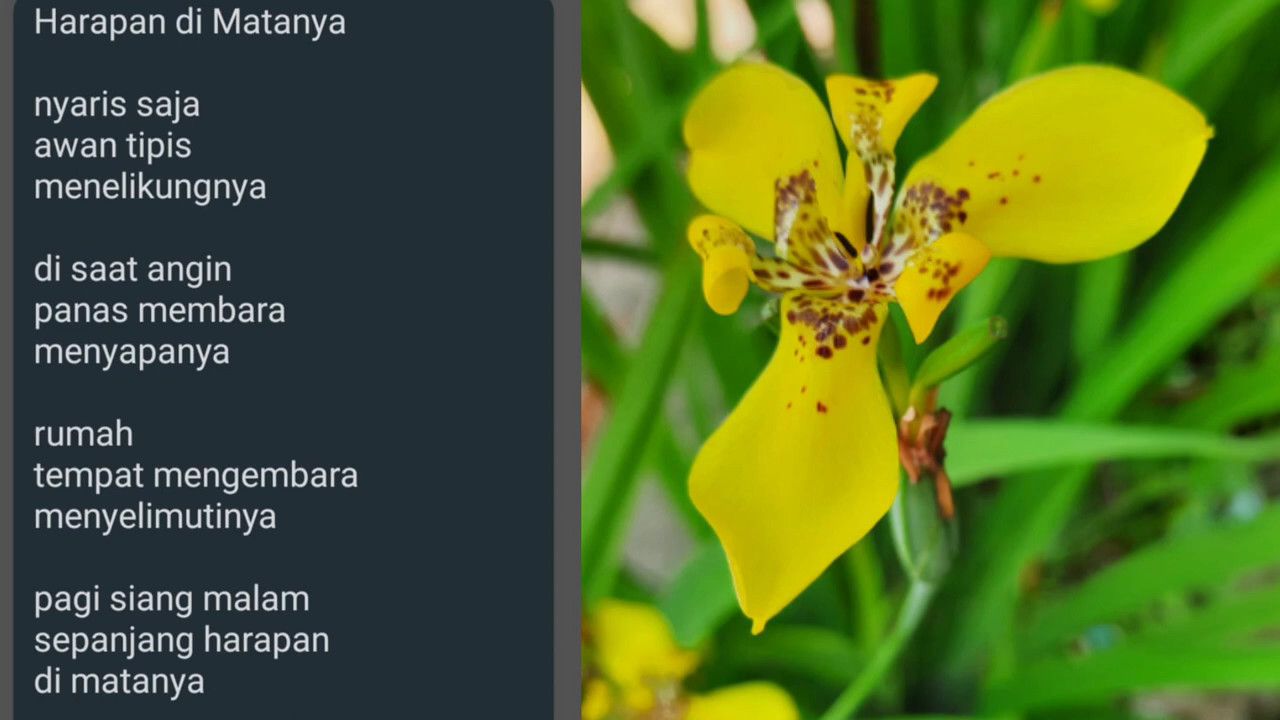 Harapan di Matanya
nyaris saja
awan tipis
menelikungnya
di saat angin
panas membara
menyapanya
rumah
tempat mengembara
menyelimutinya
pagi siang malam
sepanjang harapan
di matanya